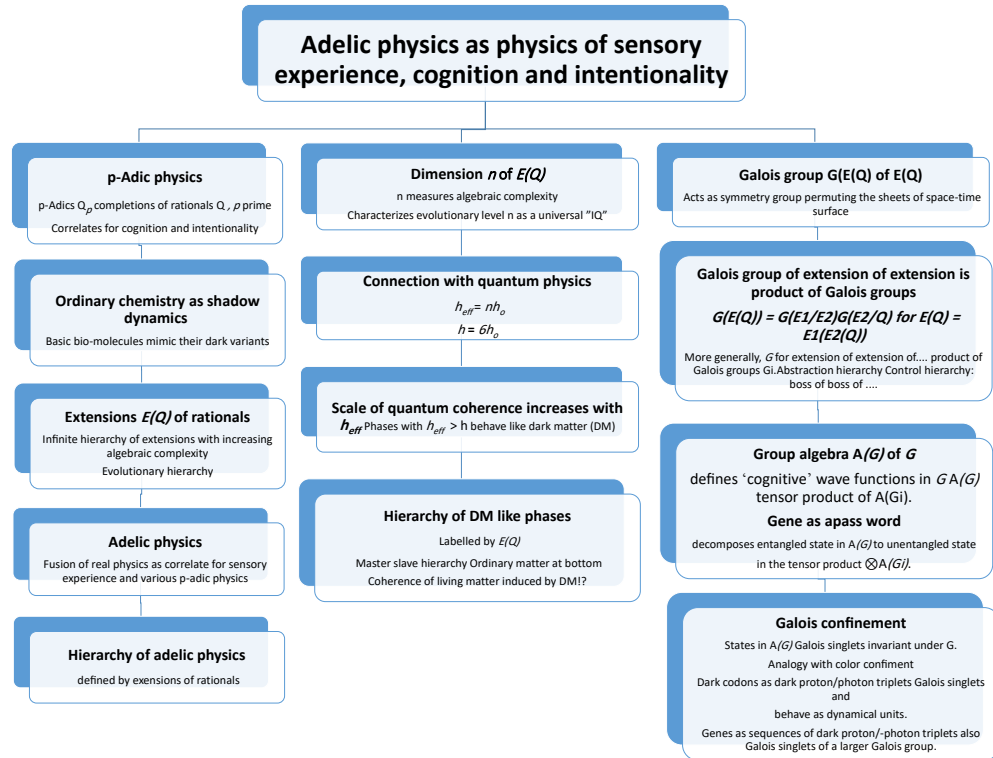 Adelic physics as physics of sensory
experience, cognition and intentionality
p-Adic physics
p-Adics Qp completions of rationals Q , p prime
Correlates for cognition and intentionality
Ordinary chemistry as shadow
dynamics
Basic bio-molecules mimic their dark variants
Extensions E(Q) of rationals
Infinite hierarchy of extensions with increasing
algebraic complexity
Evolutionary hierarchy
Adelic physics
Fusion of real physics as correlate for sensory
experience and various p-adic physics
Hierarchy of adelic physics
defined by exensions of rationals
Dimension n of E(Q)
n measures algebraic complexity
Characterizes evolutionary level n as a universal ”IQ”
Connection with quantum physics
heff = nho
h = 6ho
Scale of quantum coherence increases with
heff Phases with heff > h behave like dark matter (DM)
Hierarchy of DM like phases
Labelled by E(Q)
Master slave hierarchy Ordinary matter at bottom
Coherence of living matter induced by DM!?
Galois group G(E(Q) of E(Q)
Acts as symmetry group permuting the sheets of space-time
surface
Galois group of extension of extension is
product of Galois groups
G(E(Q)) = G(E1/E2)G(E2/Q) for E(Q) =
E1(E2(Q))
More generally, G for extension of extension of.... product of
Galois groups Gi.Abstraction hierarchy Control hierarchy:
boss of boss of ....
Group algebra A(G) of G
defines ‘cognitive’ wave functions in G A(G)
tensor product of A(Gi).
Gene as apass word
decomposes entangled state in A(G) to unentangled state
in the tensor product ⊗A(Gi).
Galois confinement
States in A(G) Galois singlets invariant under G.
Analogy with color confiment
Dark codons as dark proton/photon triplets Galois singlets
and
behave as dynamical units.
Genes as sequences of dark proton/-photon triplets also
Galois singlets of a larger Galois group.